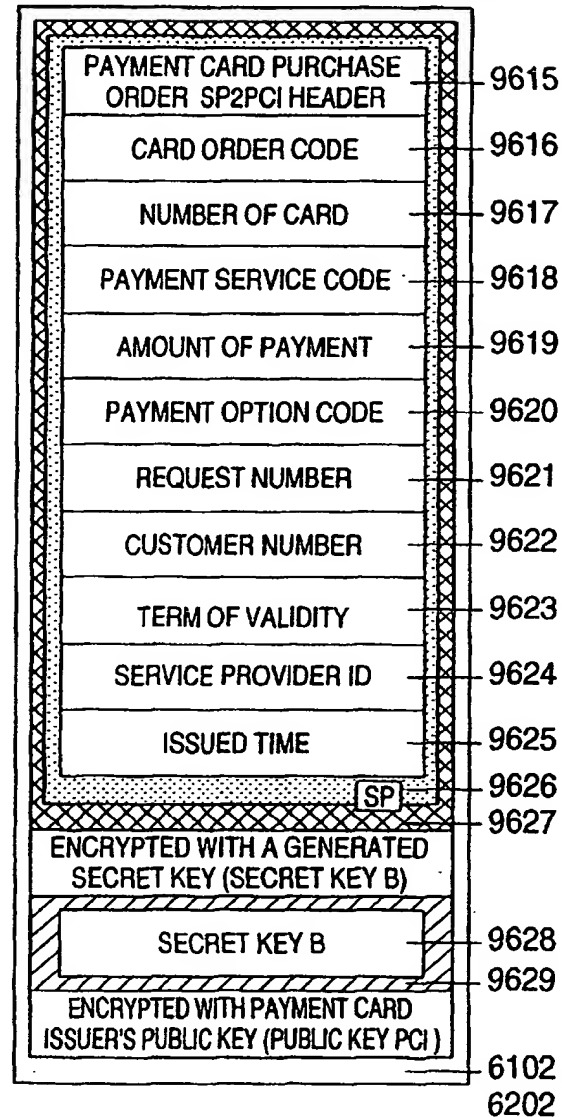 PAYMENT CARD PURCHASE
ORDER SP2PCI HEADER
9615
CARD ORDER CODE
9616
NUMBER OF CARD
9617
PAYMENT SERVICE CODE
9618
AMOUNT OF PAYMENT
9619
PAYMENT OPTION CODE
9620
REQUEST NUMBER
9621
CUSTOMER NUMBER
9622
TERM OF VALIDITY
9623
SERVICE PROVIDER ID
9624
ISSUED TIME
9625
SP
9626
9627
ENCRYPTED WITH A GENERATED
SECRET KEY (SECRET KEY B)
SECRET KEY B
9628
9629
ENCRYPTED WITH PAYMENT CARD
ISSUER'S PUBLIC KEY (PUBLIC KEY PCI)
6102
6202